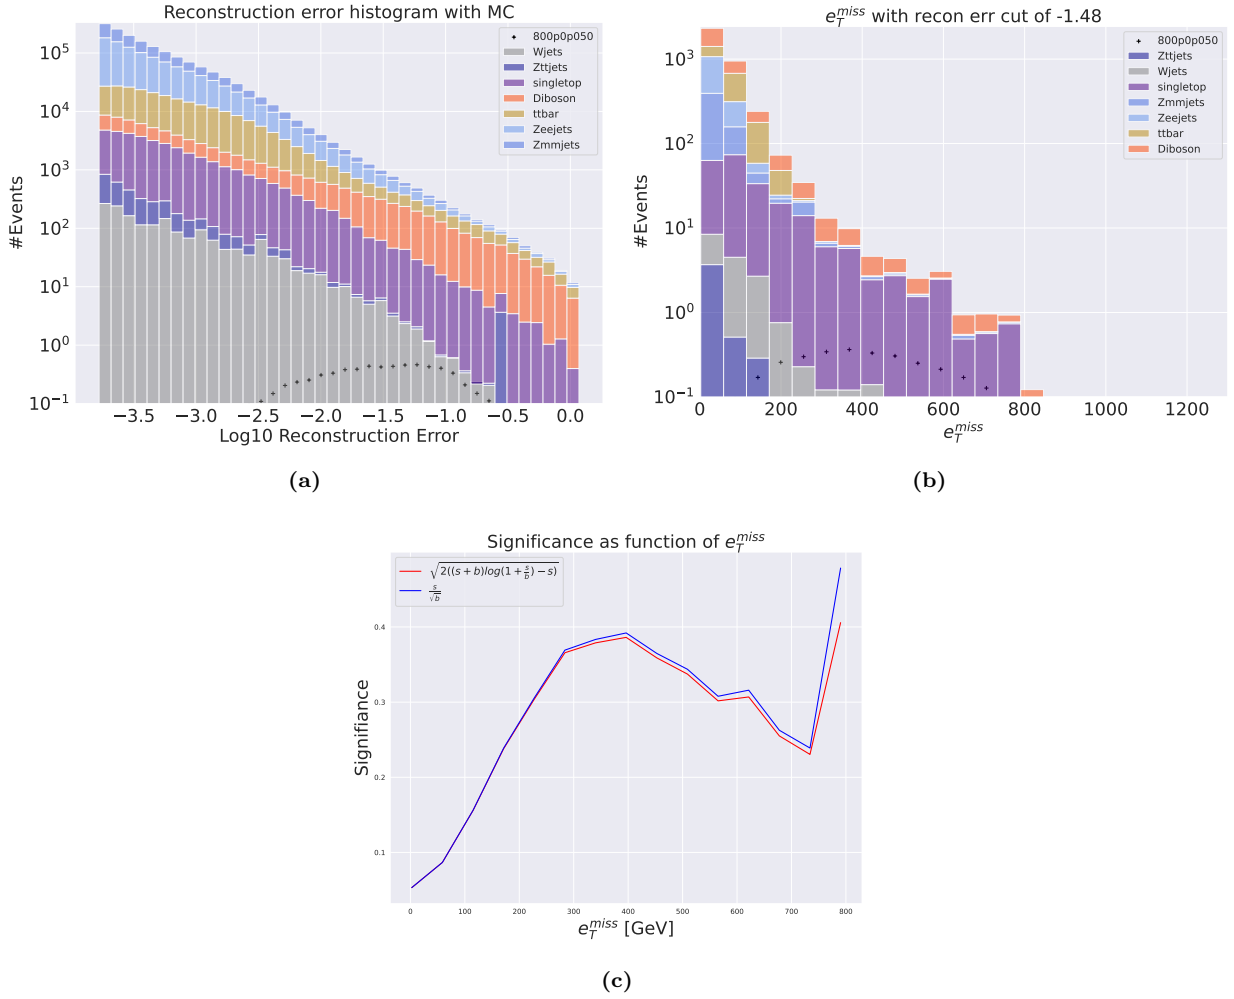 Reconstruction error histogram with MC
#Events
10^5
10^4
10^3
10^2
10^1
10^0
10^−1
800p0p050
Wjets
Zttjets
singletop
Diboson
ttbar
Zeejets
Zmmjets
−3.5 −3.0 −2.5 −2.0 −1.5 −1.0 −0.5 0.0
Log10 Reconstruction Error
(a)
e_T^miss with recon err cut of -1.48
#Events
10^3
10^2
10^1
10^0
10^−1
800p0p050
Zttjets
Wjets
singletop
Zmmjets
Zeejets
ttbar
Diboson
0 200 400 600 800 1000 1200
e_T^miss
(b)
Significance as function of e_T^miss
√2((s + b)log(1 + s/b) − s)
s/√b
Signifiance
0.4
0.3
0.2
0.1
0 100 200 300 400 500 600 700 800
e_T^miss [GeV]
(c)